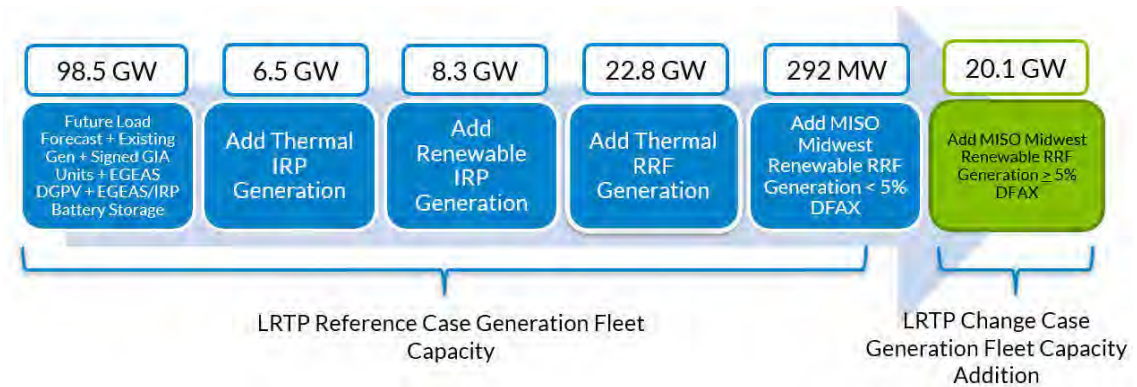 98.5 GW
6.5 GW
8.3 GW
22.8 GW
292 MW
20.1 GW
Future Load
Forecast + Existing
Gen + Signed GIA
Units + EGEAS
DGPV + EGEAS/IRP
Battery Storage
Add Thermal
IRP
Generation
Add
Renewable
IRP
Generation
Add Thermal
RRF
Generation
Add MISO
Midwest
Renewable RRF
Generation < 5%
DFAX
Add MISO Midwest
Renewable RRF
Generation ≥ 5%
DFAX
LRTP Reference Case Generation Fleet
Capacity
LRTP Change Case
Generation Fleet Capacity
Addition